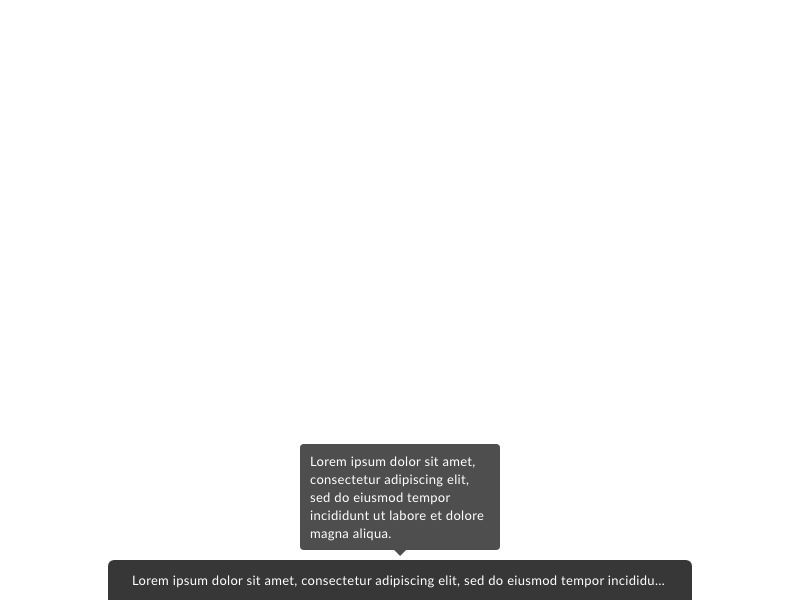 Lorem ipsum dolor sit amet,
consectetur adipiscing elit,
sed do eiusmod tempor
incididunt ut labore et dolore
magna aliqua.
Lorem ipsum dolor sit amet, consectetur adipiscing elit, sed do eiusmod tempor incididu...